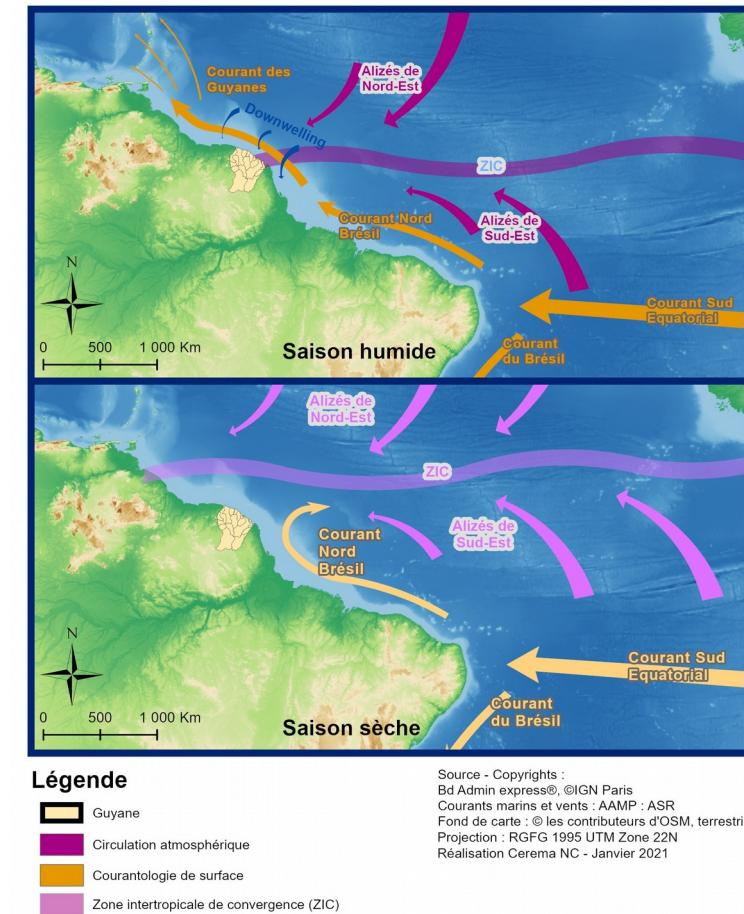 Courant des
Guyanes
Alizés de
Nord-Est
Downwelling
ZIC
Courant Nord
Brésil
Alizés de
Sud-Est
Courant Sud
Equatorial
Courant
du Brésil
N
0 500 1 000 Km
Saison humide
Alizés de
Nord-Est
ZIC
Courant
Nord
Brésil
Alizés de
Sud-Est
Courant Sud
Equatorial
Courant
du Brésil
N
0 500 1 000 Km
Saison sèche
Légende
Guyane
Circulation atmosphérique
Courantologie de surface
Zone intertropicale de convergence (ZIC)
Source - Copyrights :
Bd Admin express®, ©IGN Paris
Courants marins et vents : AAMP : ASR
Fond de carte : © les contributeurs d'OSM, terrestri
Projection : RGFG 1995 UTM Zone 22N
Réalisation Cerema NC - Janvier 2021